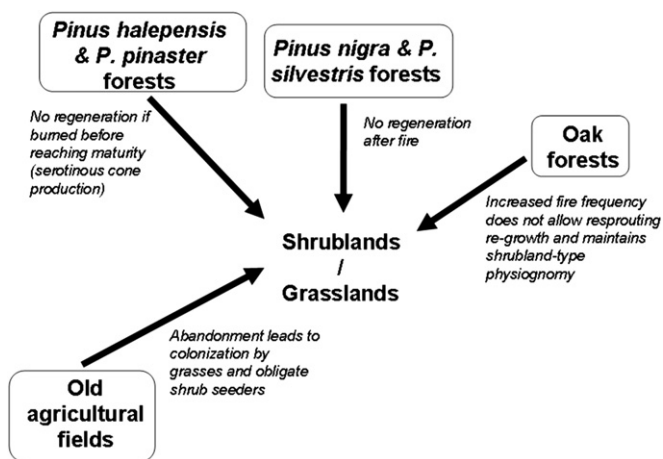 Pinus halepensis
& P. pinaster
forests
Pinus nigra & P.
silvestris forests
No regeneration if
burned before
reaching maturity
(serotinous cone
production)
No regeneration
after fire
Oak
forests
Increased fire frequency
does not allow resprouting
re-growth and maintains
shrubland-type
physiognomy
Shrublands
/
Grasslands
Abandonment leads to
colonization by
grasses and obligate
shrub seeders
Old
agricultural
fields